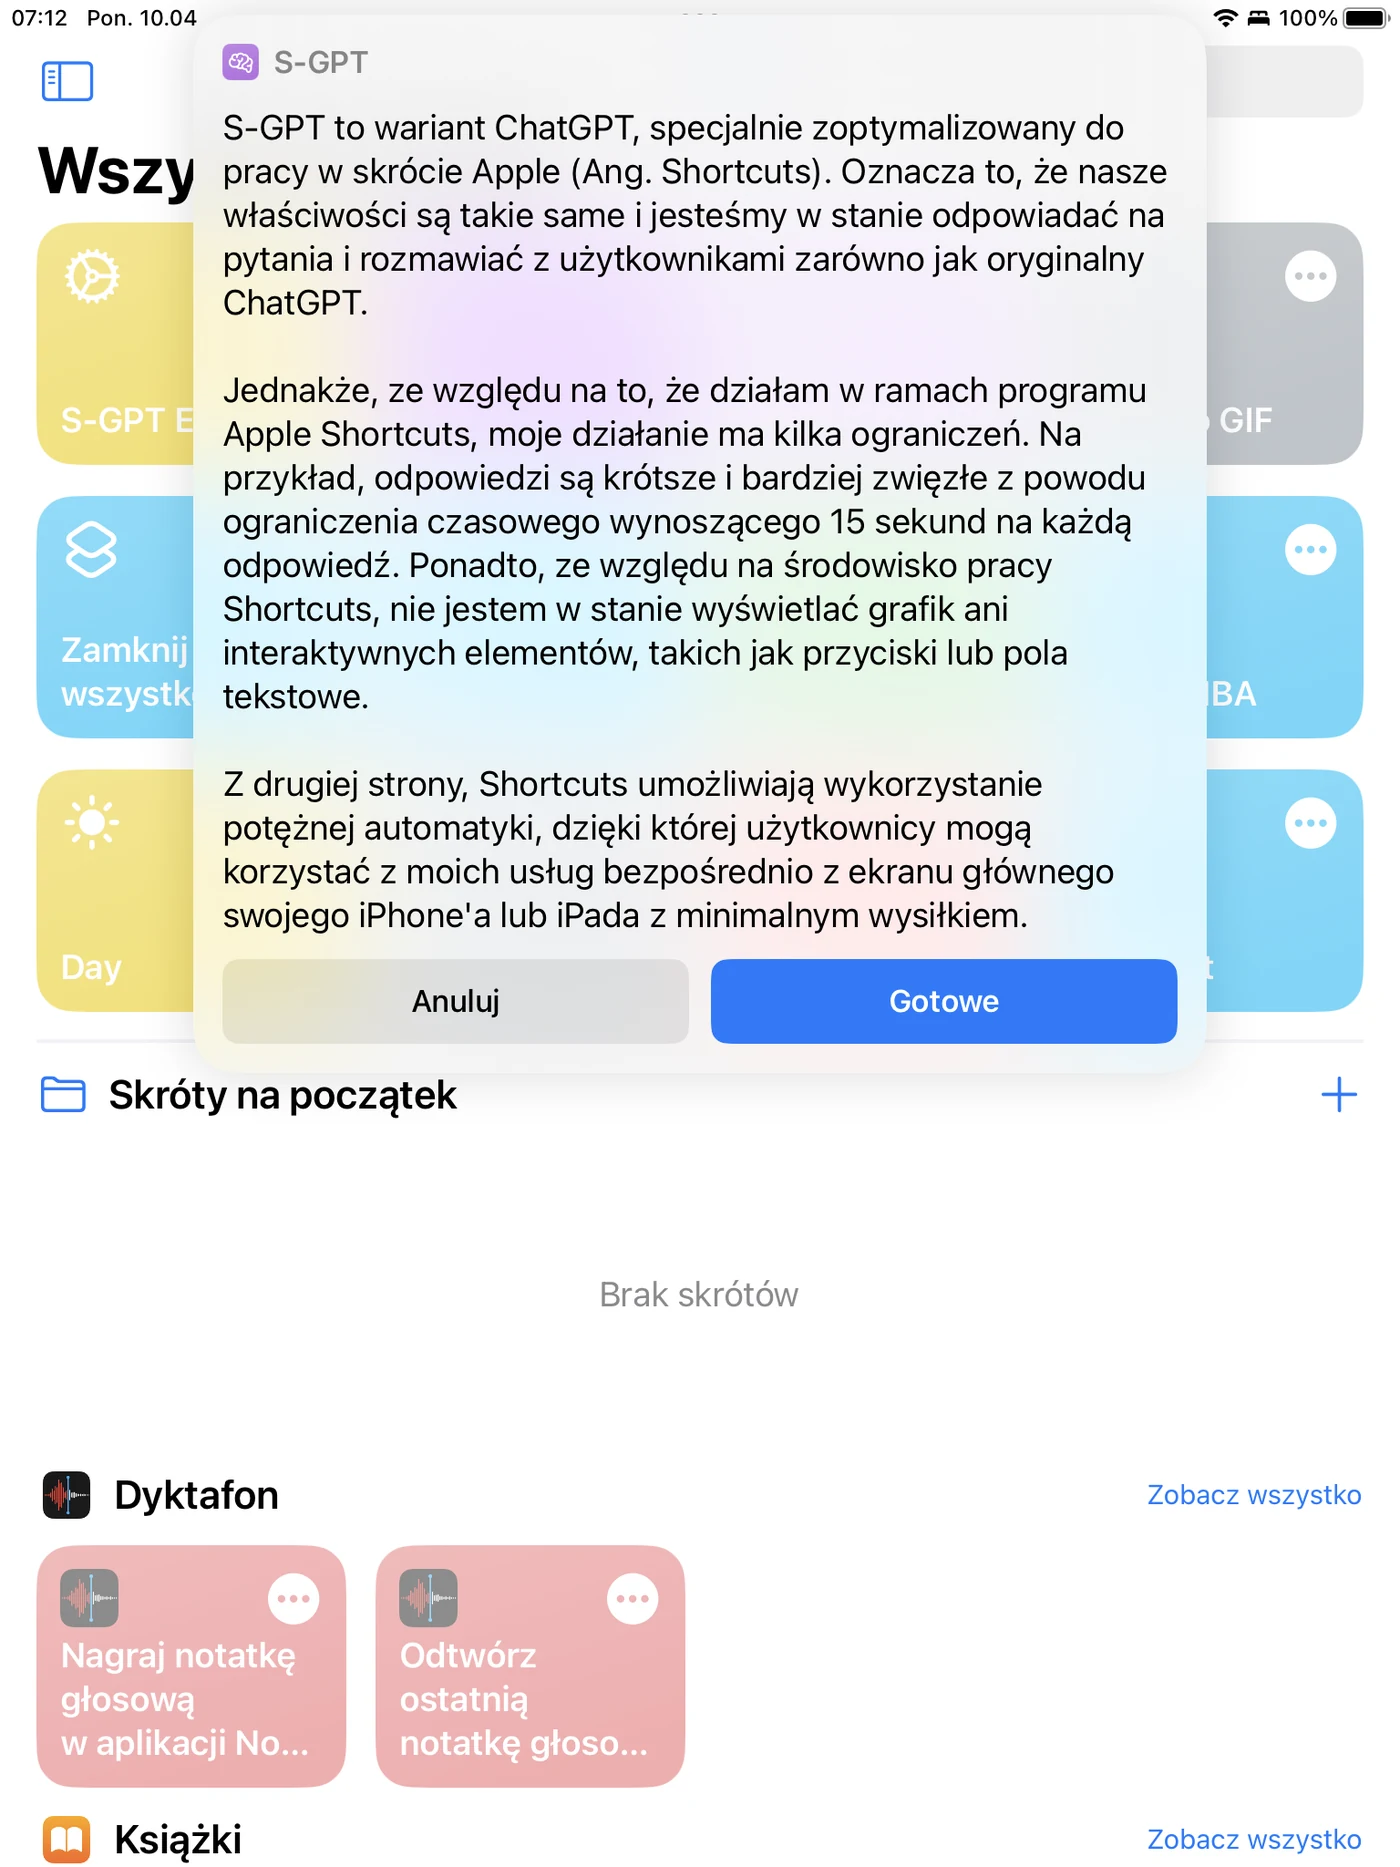 07:12 Pon. 10.04
100%
S-GPT
S-GPT to wariant ChatGPT, specjalnie zoptymalizowany do
pracy w skrócie Apple (Ang. Shortcuts). Oznacza to, że nasze
właściwości są takie same i jesteśmy w stanie odpowiadać na
pytania i rozmawiać z użytkownikami zarówno jak oryginalny
ChatGPT.
Jednakże, ze względu na to, że działam w ramach programu
Apple Shortcuts, moje działanie ma kilka ograniczeń. Na
przykład, odpowiedzi są krótsze i bardziej zwięzłe z powodu
ograniczenia czasowego wynoszącego 15 sekund na każdą
odpowiedź. Ponadto, ze względu na środowisko pracy
Shortcuts, nie jestem w stanie wyświetlać grafik ani
interaktywnych elementów, takich jak przyciski lub pola
tekstowe.
Z drugiej strony, Shortcuts umożliwiają wykorzystanie
potężnej automatyki, dzięki której użytkownicy mogą
korzystać z moich usług bezpośrednio z ekranu głównego
swojego iPhone'a lub iPada z minimalnym wysiłkiem.
Anuluj
Gotowe
Wszy
S-GPT E
GIF
Zamknij
wszystk
BA
Day
t
Skróty na początek
Brak skrótów
Dyktafon
Zobacz wszystko
Nagraj notatkę
głosową
w aplikacji No...
Odtwórz
ostatnią
notatkę głoso...
Książki
Zobacz wszystko